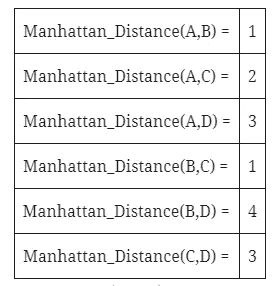 Manhattan_Distance(A,B) = 1
Manhattan_Distance(A,C) = 2
Manhattan_Distance(A,D) = 3
Manhattan_Distance(B,C) = 1
Manhattan_Distance(B,D) = 4
Manhattan_Distance(C,D) = 3